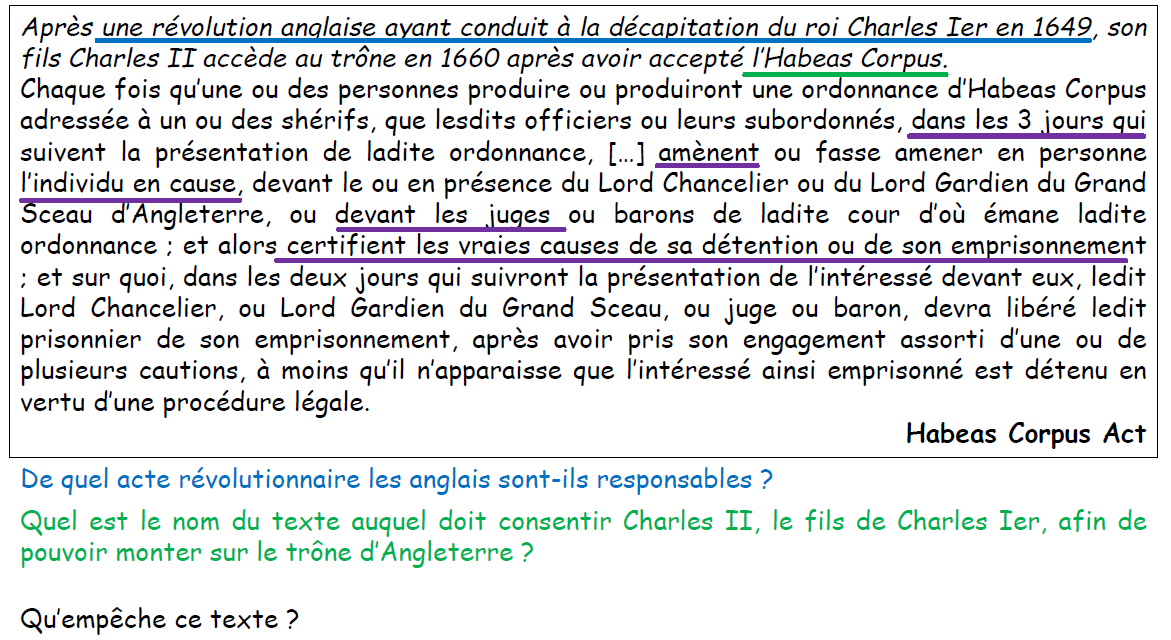 Après une révolution anglaise ayant conduit à la décapitation du roi Charles Ier en 1649, son
fils Charles II accède au trône en 1660 après avoir accepté l’Habeas Corpus.
Chaque fois qu’une ou des personnes produire ou produiront une ordonnance d’Habeas Corpus
adressée à un ou des shérifs, que lesdits officiers ou leurs subordonnés, dans les 3 jours qui
suivent la présentation de ladite ordonnance, […] amènent ou fasse amener en personne
l’individu en cause, devant le ou en présence du Lord Chancelier ou du Lord Gardien du Grand
Sceau d’Angleterre, ou devant les juges ou barons de ladite cour d’où émane ladite
ordonnance ; et alors certifient les vraies causes de sa détention ou de son emprisonnement
; et sur quoi, dans les deux jours qui suivront la présentation de l’intéressé devant eux, ledit
Lord Chancelier, ou Lord Gardien du Grand Sceau, ou juge ou baron, devra libéré ledit
prisonnier de son emprisonnement, après avoir pris son engagement assorti d’une ou de
plusieurs cautions, à moins qu’il n’apparaisse que l’intéressé ainsi emprisonné est détenu en
vertu d’une procédure légale.
Habeas Corpus Act
De quel acte révolutionnaire les anglais sont-ils responsables ?
Quel est le nom du texte auquel doit consentir Charles II, le fils de Charles Ier, afin de
pouvoir monter sur le trône d’Angleterre ?
Qu’empêche ce texte ?